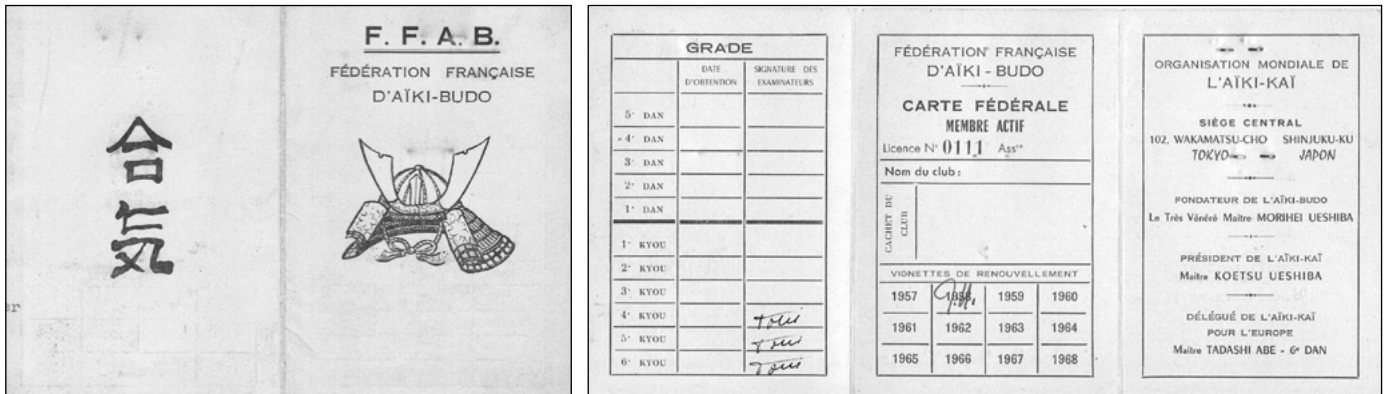 合
氣
F. F. A. B.
FÉDÉRATION FRANÇAISE
D'AÏKI-BUDO
GRADE
DATE D'OBTENTION
SIGNATURE DES EXAMINATEURS
5e DAN
4e DAN
3e DAN
2e DAN
1e DAN
1e KYOU
2e KYOU
3e KYOU
4e KYOU
5e KYOU
6e KYOU
FÉDÉRATION FRANÇAISE
D'AÏKI - BUDO
CARTE FÉDÉRALE
MEMBRE ACTIF
Licence N° 0111 Assce
Nom du club :
CACHET DU
CLUB
VIGNETTES DE RENOUVELLEMENT
1957 1958 1959 1960
1961 1962 1963 1964
1965 1966 1967 1968
ORGANISATION MONDIALE DE
L'AÏKI-KAÏ
SIÈGE CENTRAL
102, WAKAMATSU-CHO SHINJUKU-KU
TOKYO JAPON
FONDATEUR DE L'AÏKI-BUDO
Le Très Vénéré Maître MORIHEI UESHIBA
PRÉSIDENT DE L'AÏKI-KAÏ
Maître KOETSU UESHIBA
DÉLÉGUÉ DE L'AÏKI-KAÏ
POUR L'EUROPE
Maître TADASHI ABE - 6e DAN